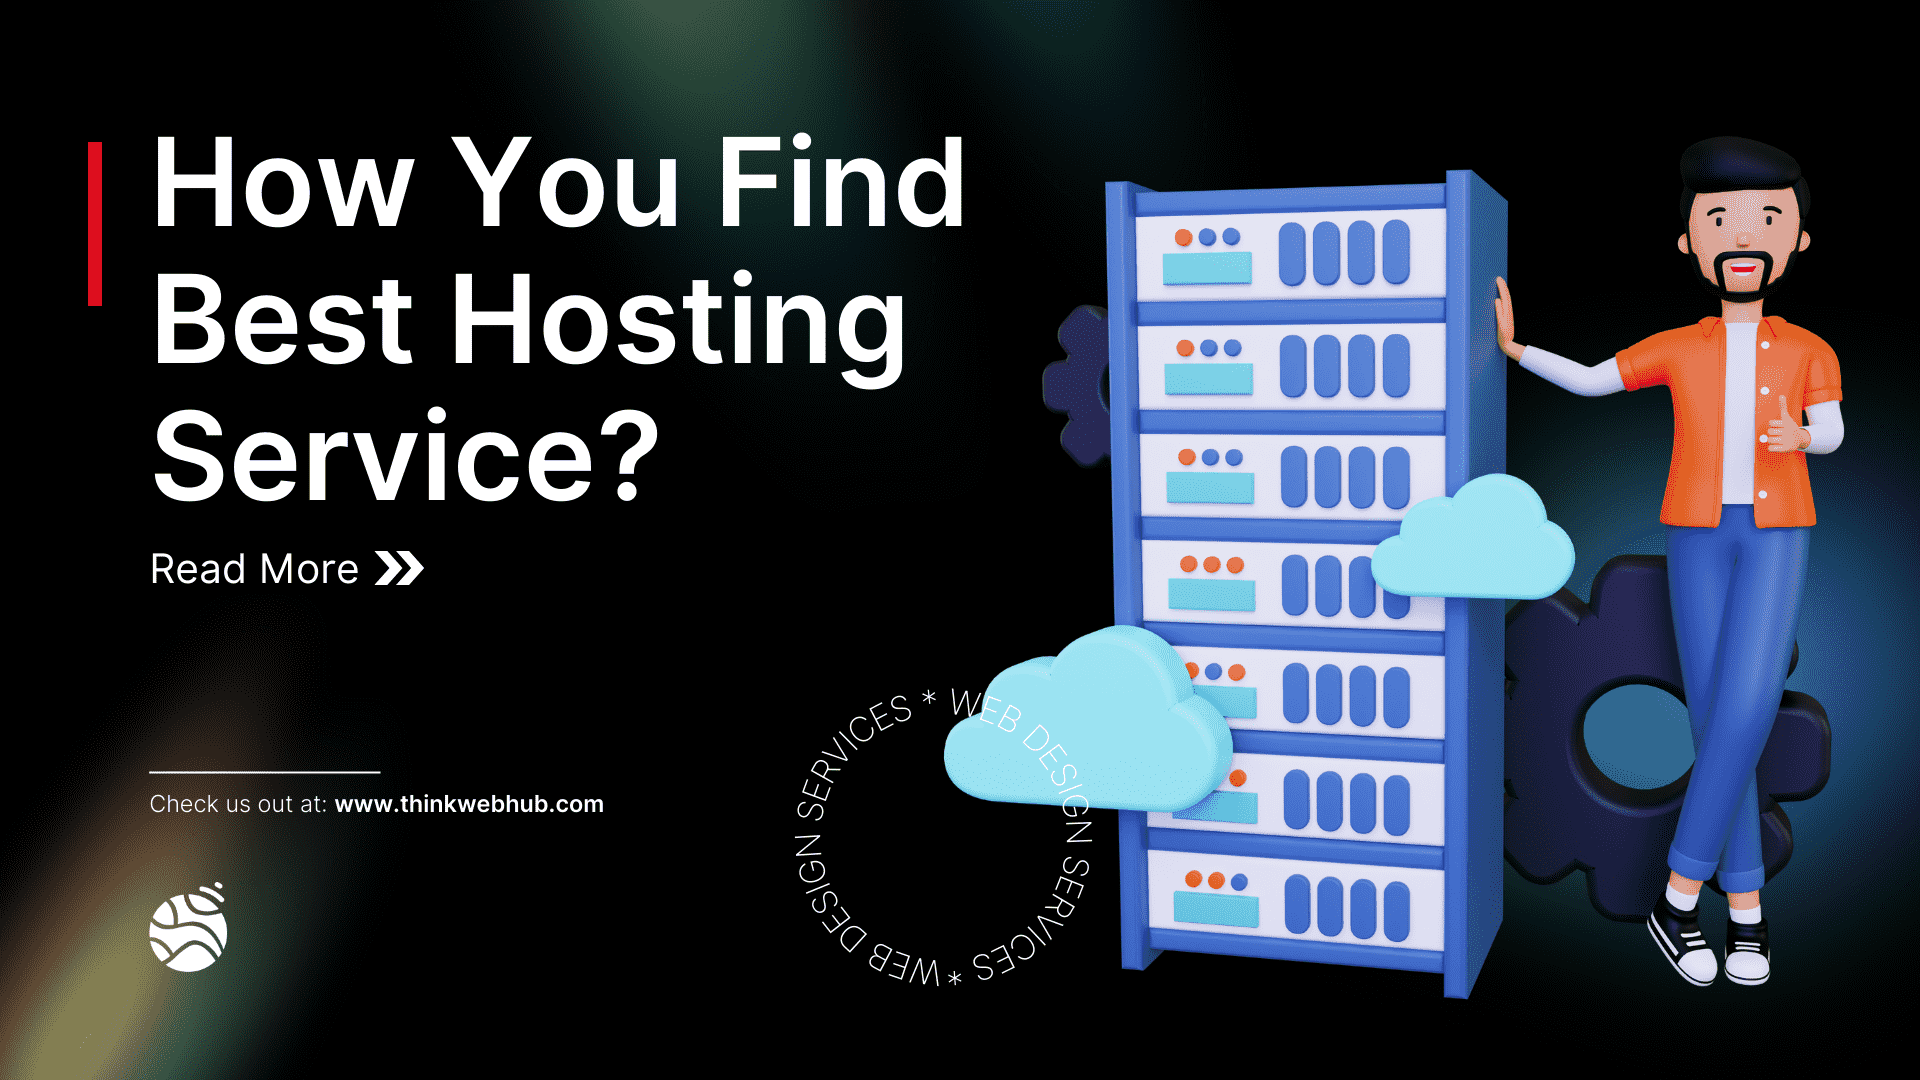 How You Find
Best Hosting
Service?
Read More
Check us out at: www.thinkwebhub.com
WEB DESIGN SERVICES * WEB DESIGN SERVICES *